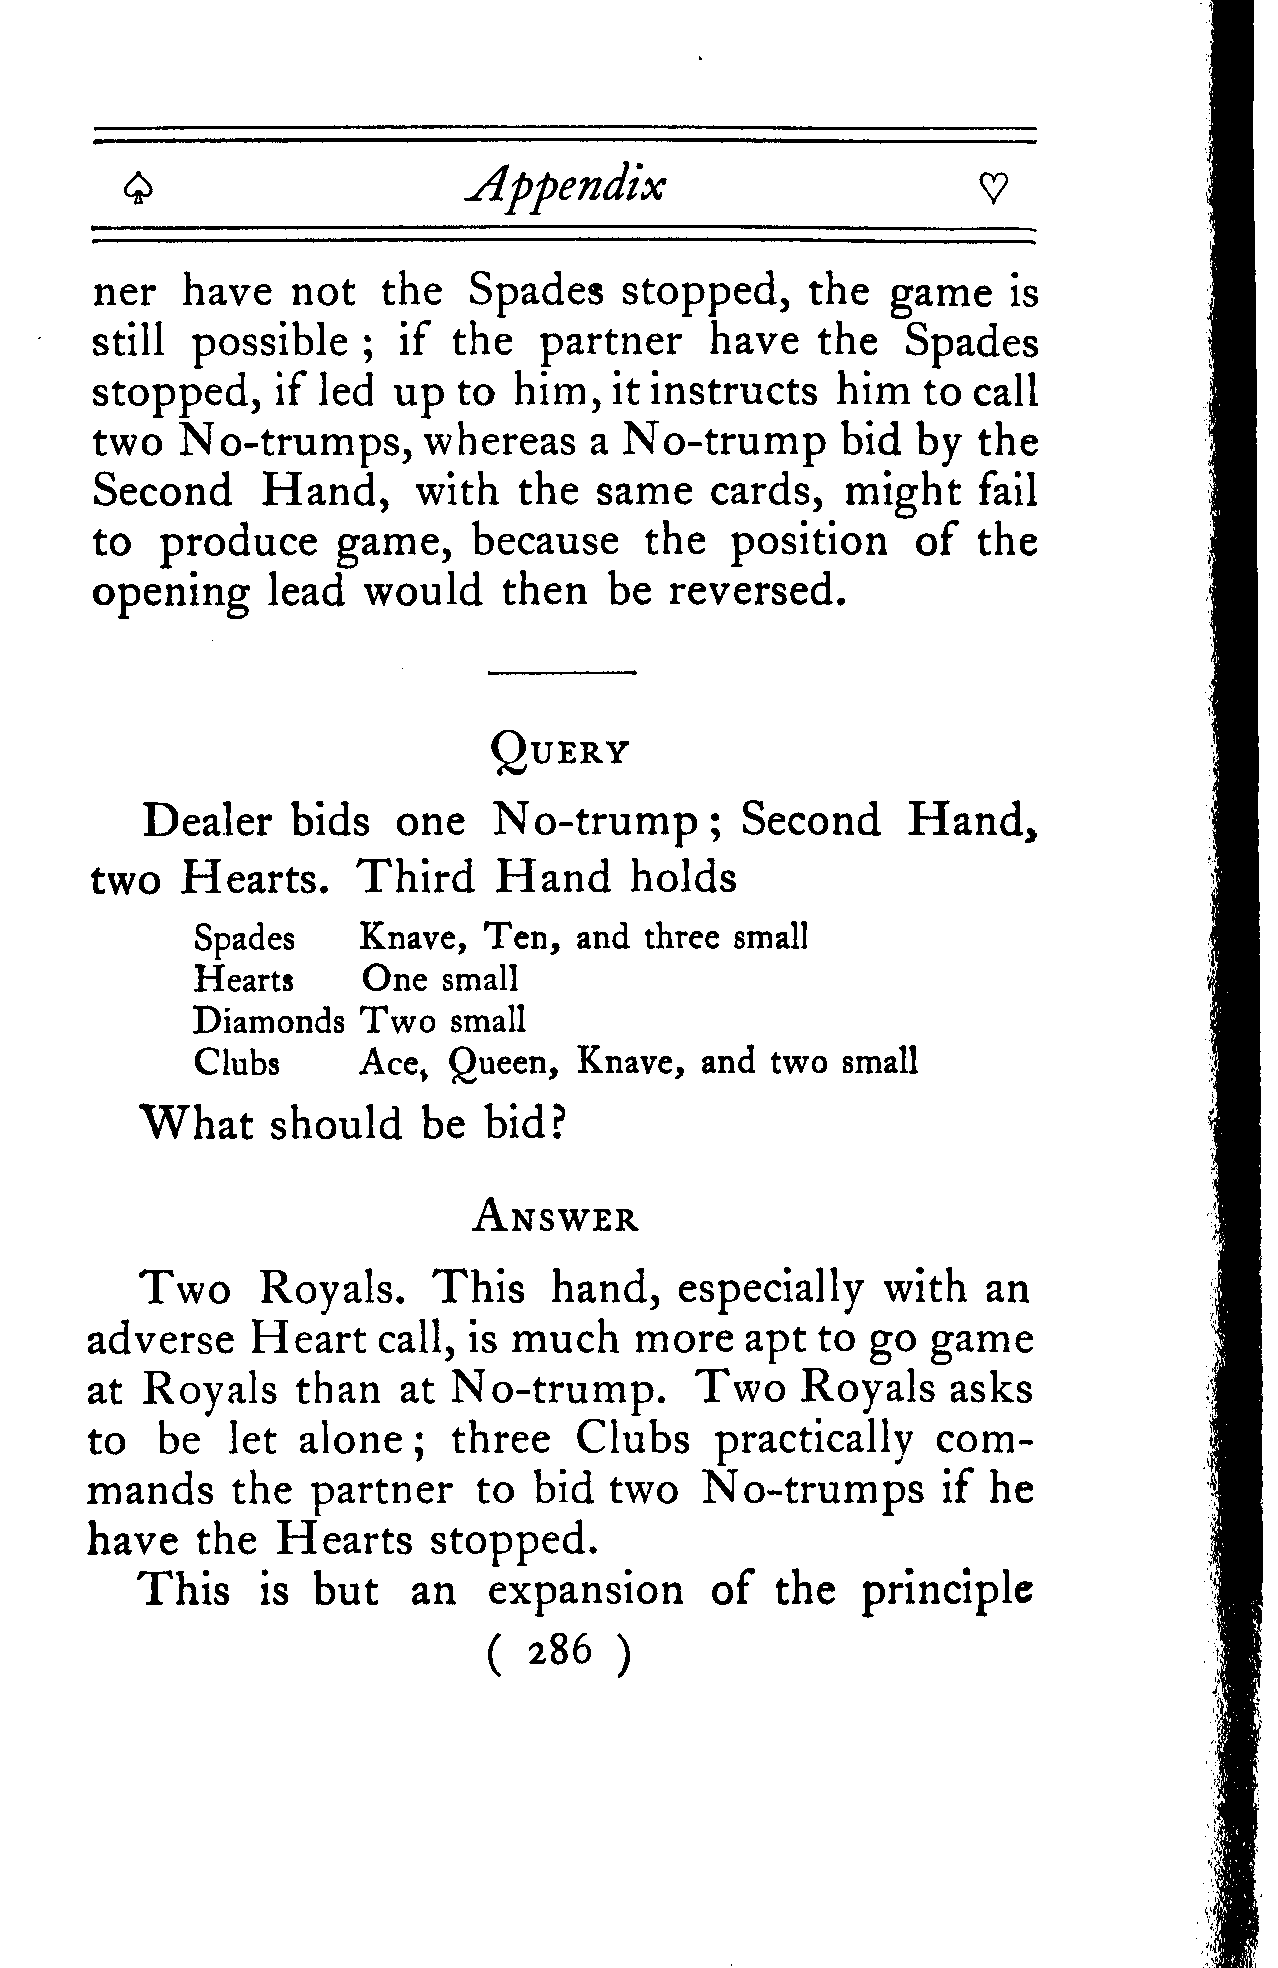 ♤ Appendix ♡
ner have not the Spades stopped, the game is
still possible ; if the partner have the Spades
stopped, if led up to him, it instructs him to call
two No-trumps, whereas a No-trump bid by the
Second Hand, with the same cards, might fail
to produce game, because the position of the
opening lead would then be reversed.
QUERY
Dealer bids one No-trump ; Second Hand,
two Hearts. Third Hand holds
Spades Knave, Ten, and three small
Hearts One small
Diamonds Two small
Clubs Ace, Queen, Knave, and two small
What should be bid?
ANSWER
Two Royals. This hand, especially with an
adverse Heart call, is much more apt to go game
at Royals than at No-trump. Two Royals asks
to be let alone ; three Clubs practically com-
mands the partner to bid two No-trumps if he
have the Hearts stopped.
This is but an expansion of the principle
( 286 )